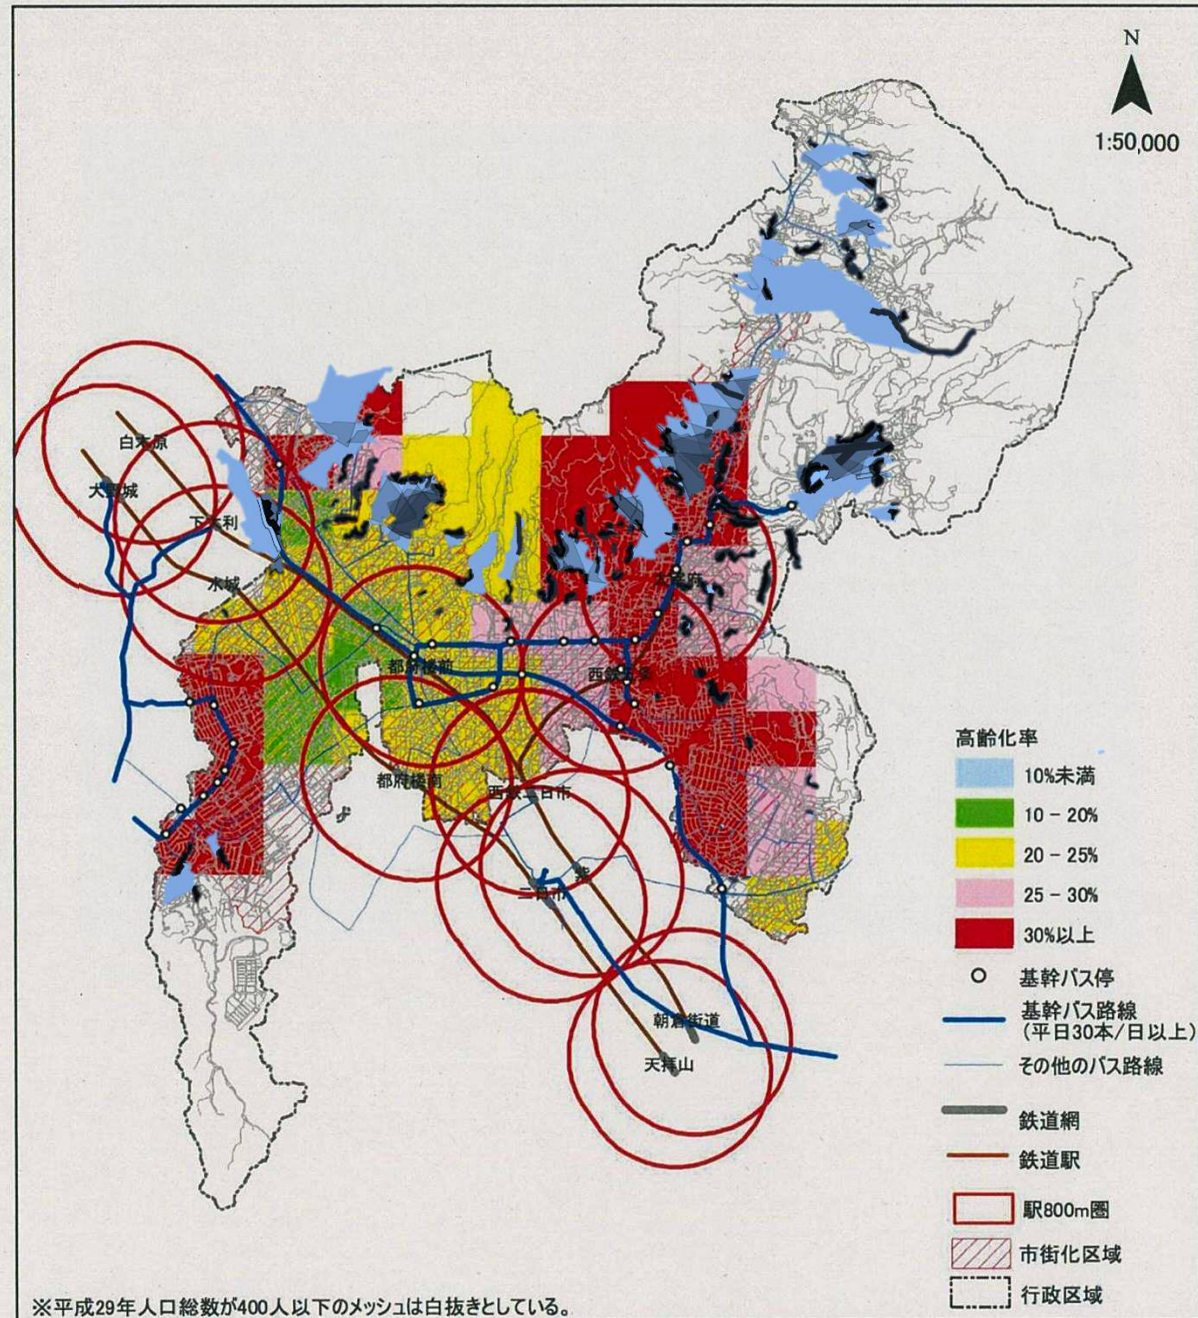 N
1:50,000
白木原
大野城
下大利
水城
都府楼前
太宰府
都府楼南
西鉄二日市
紫
二日市
朝倉街道
天拝山
高齢化率
10%未満
10 - 20%
20 - 25%
25 - 30%
30%以上
基幹バス停
基幹バス路線
(平日30本/日以上)
その他のバス路線
鉄道網
鉄道駅
駅800m圏
市街化区域
行政区域
※平成29年人口総数が400人以下のメッシュは白抜きとしている。